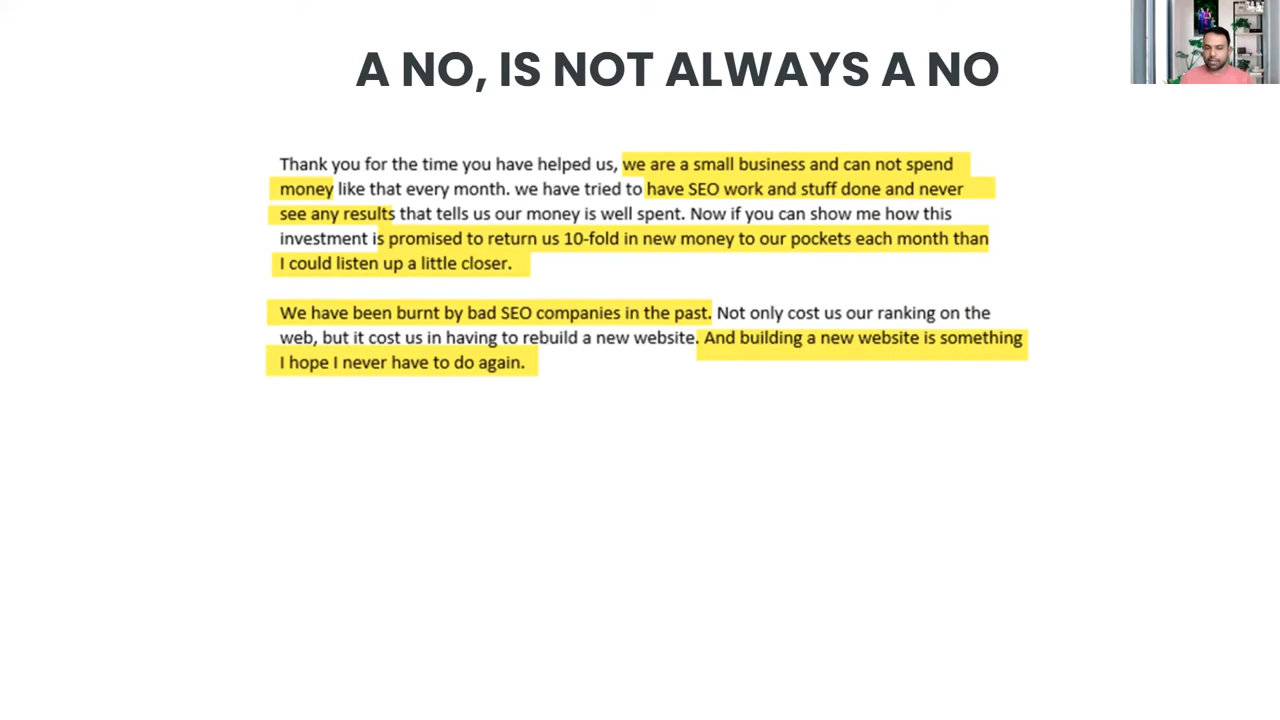 A NO, IS NOT ALWAYS A NO
Thank you for the time you have helped us, we are a small business and can not spend
money like that every month. we have tried to have SEO work and stuff done and never
see any results that tells us our money is well spent. Now if you can show me how this
investment is promised to return us 10-fold in new money to our pockets each month than
I could listen up a little closer.
We have been burnt by bad SEO companies in the past. Not only cost us our ranking on the
web, but it cost us in having to rebuild a new website. And building a new website is something
I hope I never have to do again.